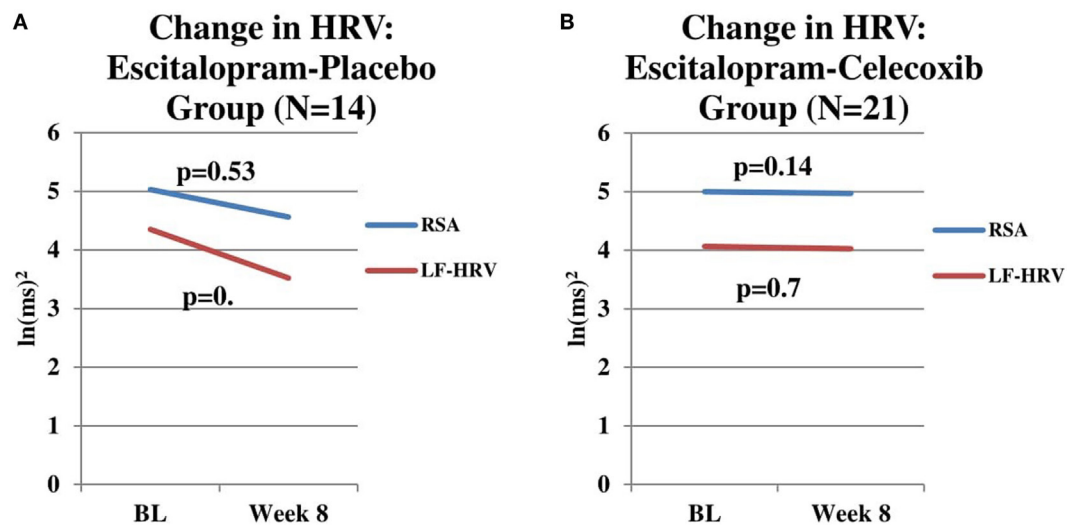 A
Change in HRV:
Escitalopram-Placebo
Group (N=14)
6
5
4
3
2
1
0
ln(ms)²
p=0.53
p=0.
BL
Week 8
RSA
LF-HRV
B
Change in HRV:
Escitalopram-Celecoxib
Group (N=21)
6
5
4
3
2
1
0
ln(ms)²
p=0.14
p=0.7
BL
Week 8
RSA
LF-HRV